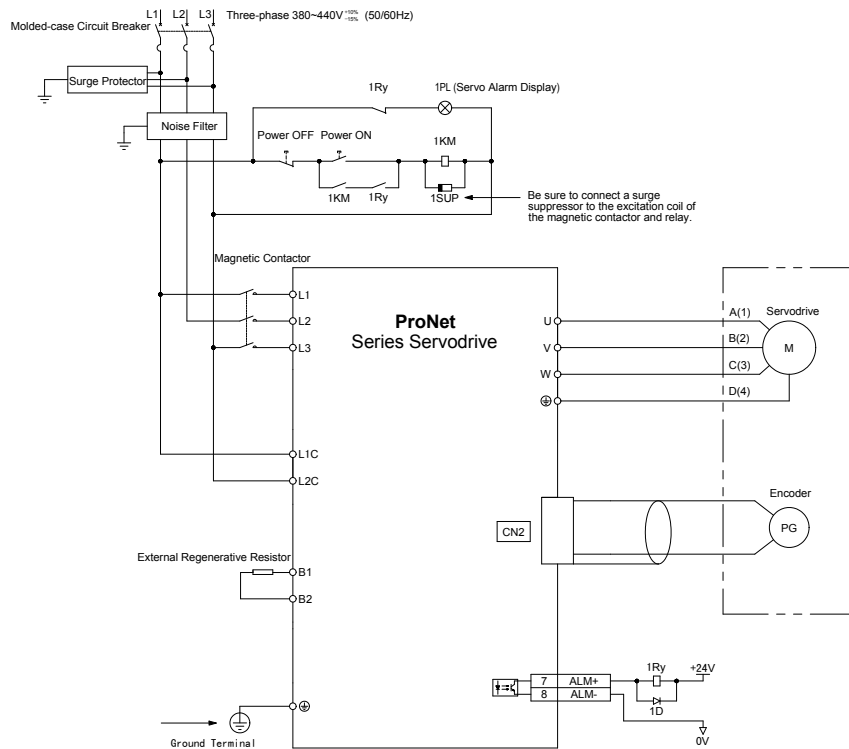 L1 L2 L3 Three-phase 380~440V +10% -15% (50/60Hz)
Molded-case Circuit Breaker
Surge Protector
1Ry 1PL (Servo Alarm Display)
Noise Filter
Power OFF Power ON 1KM
1KM 1Ry 1SUP
Be sure to connect a surge
suppressor to the excitation coil of
the magnetic contactor and relay.
Magnetic Contactor
L1
L2
L3
ProNet
Series Servodrive
U
V
W
A(1)
B(2)
C(3)
D(4)
Servodrive
M
L1C
L2C
CN2
Encoder
PG
External Regenerative Resistor
B1
B2
7 ALM+
8 ALM-
1Ry +24V
1D
0V
Ground Terminal